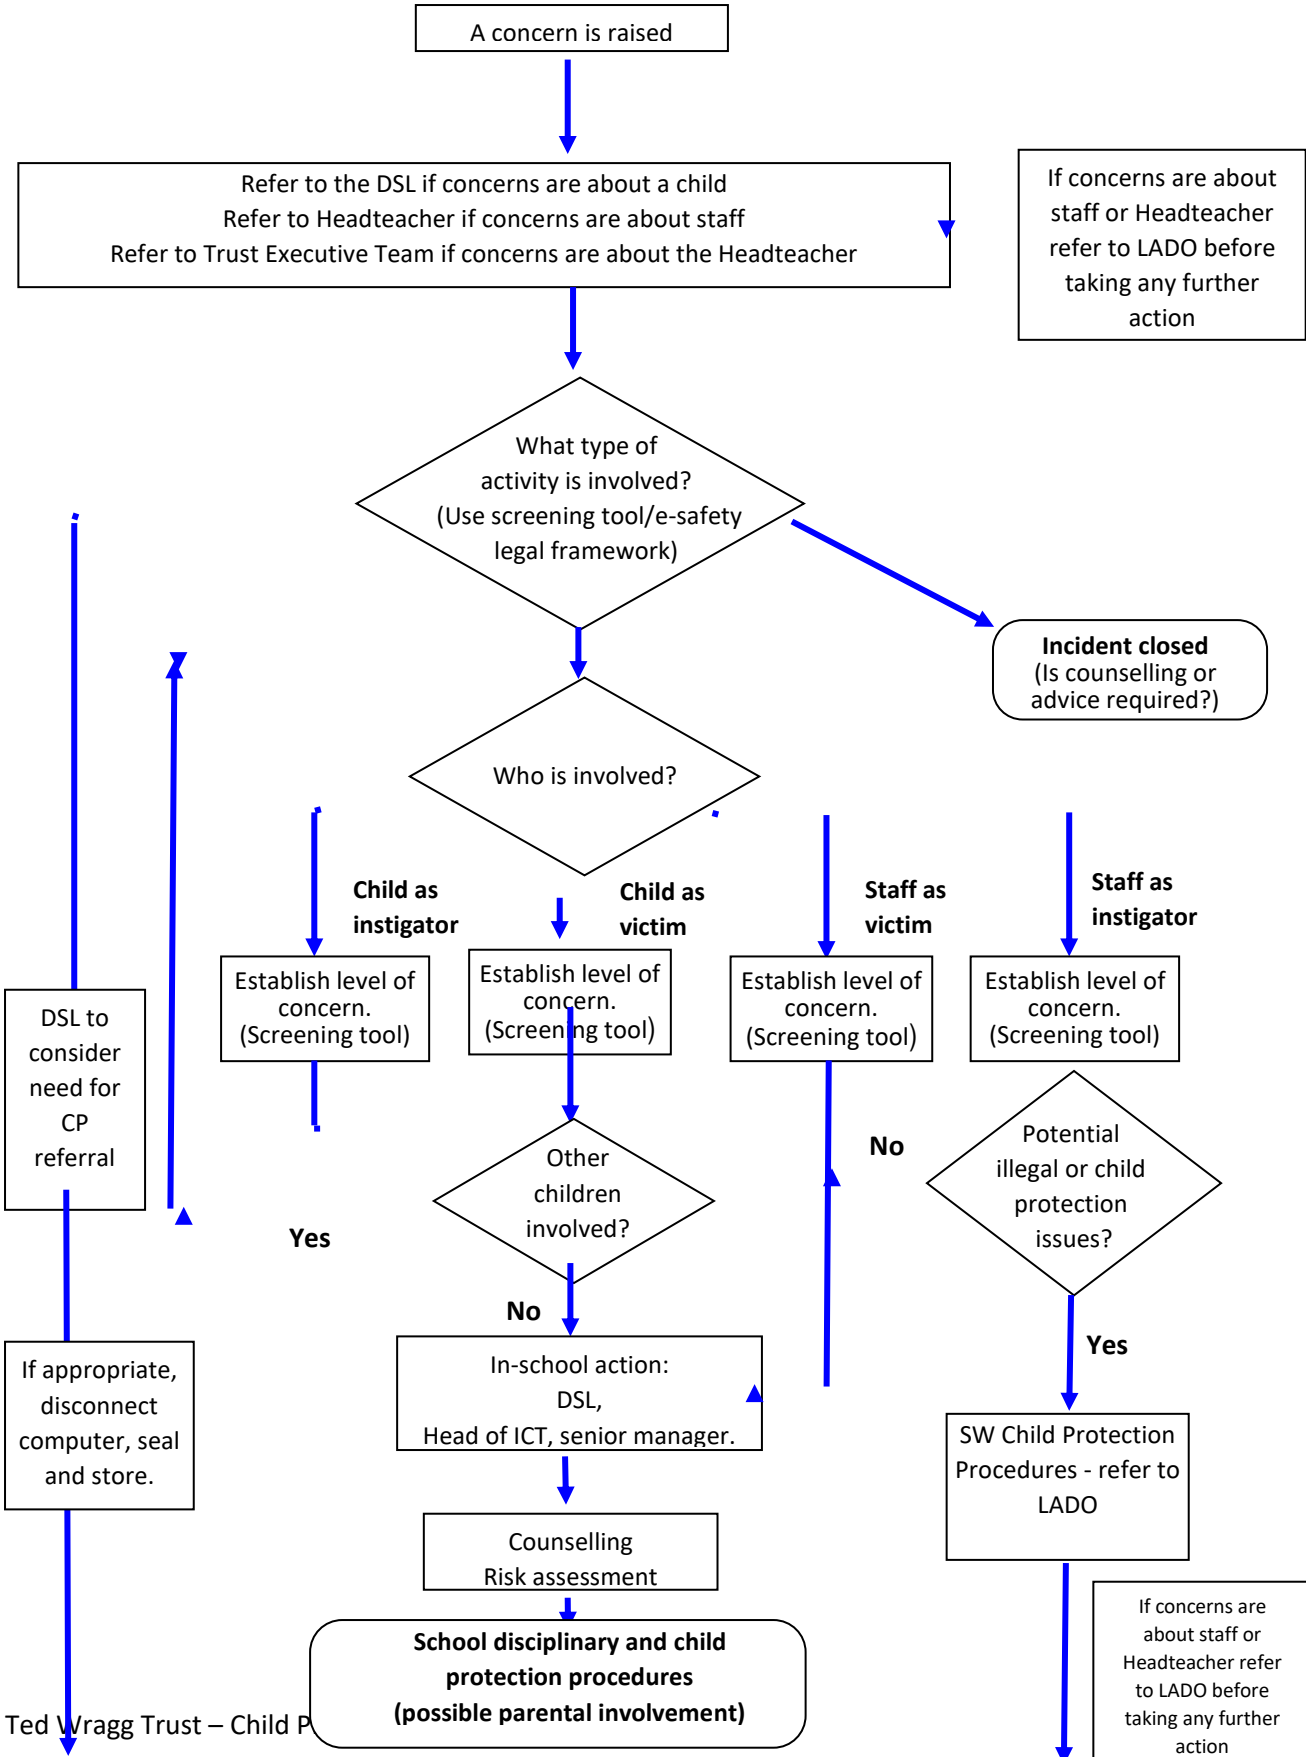 A concern is raised
Refer to the DSL if concerns are about a child
Refer to Headteacher if concerns are about staff
Refer to Trust Executive Team if concerns are about the Headteacher
If concerns are about
staff or Headteacher
refer to LADO before
taking any further
action
What type of
activity is involved?
(Use screening tool/e-safety
legal framework)
Incident closed
(Is counselling or
advice required?)
Who is involved?
Child as
instigator
Child as
victim
Staff as
victim
Staff as
instigator
Establish level of
concern.
(Screening tool)
Establish level of
concern.
(Screening tool)
Establish level of
concern.
(Screening tool)
Establish level of
concern.
(Screening tool)
DSL to
consider
need for
CP
referral
Other
children
involved?
Potential
illegal or child
protection
issues?
No
Yes
No
Yes
If appropriate,
disconnect
computer, seal
and store.
In-school action:
DSL,
Head of ICT, senior manager.
SW Child Protection
Procedures - refer to
LADO
Counselling
Risk assessment
School disciplinary and child
protection procedures
(possible parental involvement)
If concerns are
about staff or
Headteacher refer
to LADO before
taking any further
action
Ted Wragg Trust – Child P